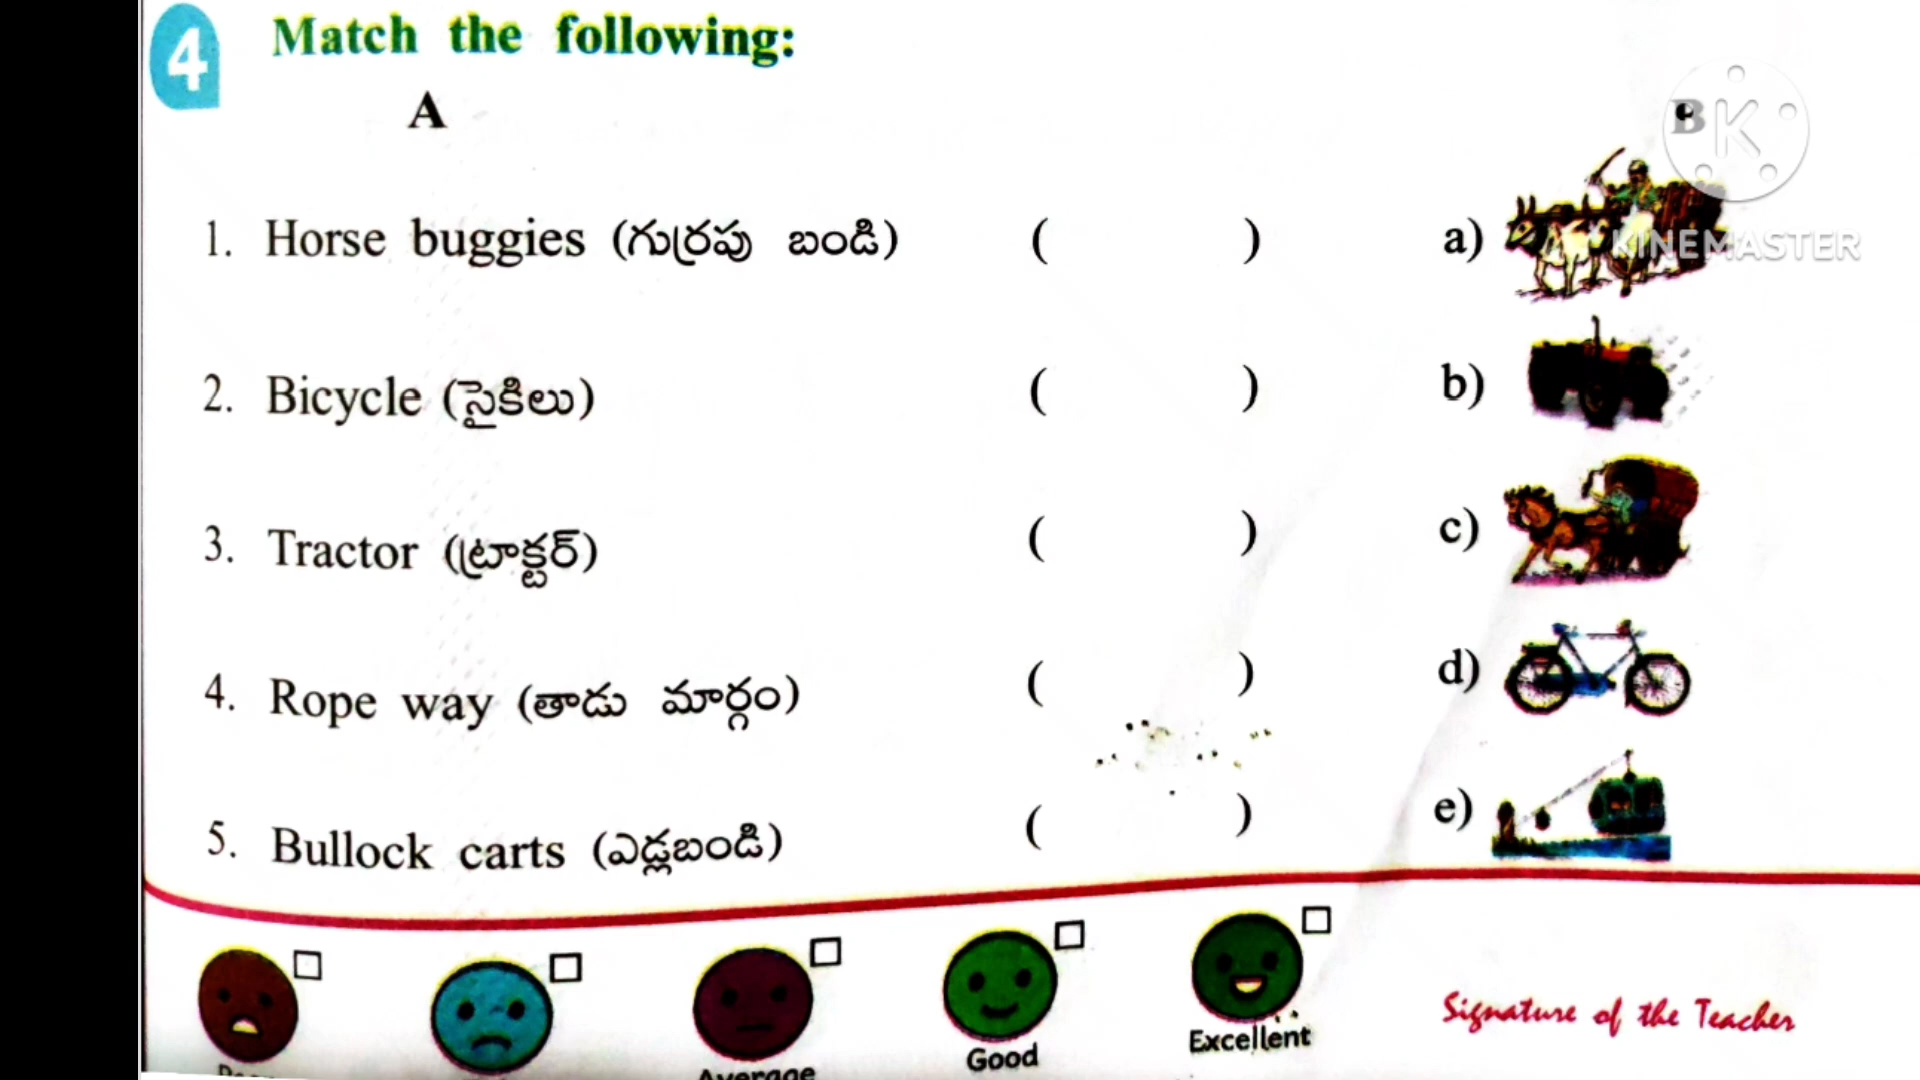 4 Match the following:
A B
K
KINEMASTER
1. Horse buggies (గుర్రపు బండి) ( ) a)
2. Bicycle (సైకిలు) ( ) b)
3. Tractor (ట్రాక్టర్) ( ) c)
4. Rope way (తాడు మార్గం) ( ) d)
5. Bullock carts (ఎడ్లబండి) ( ) e)
Average Good Excellent
Signature of the Teacher